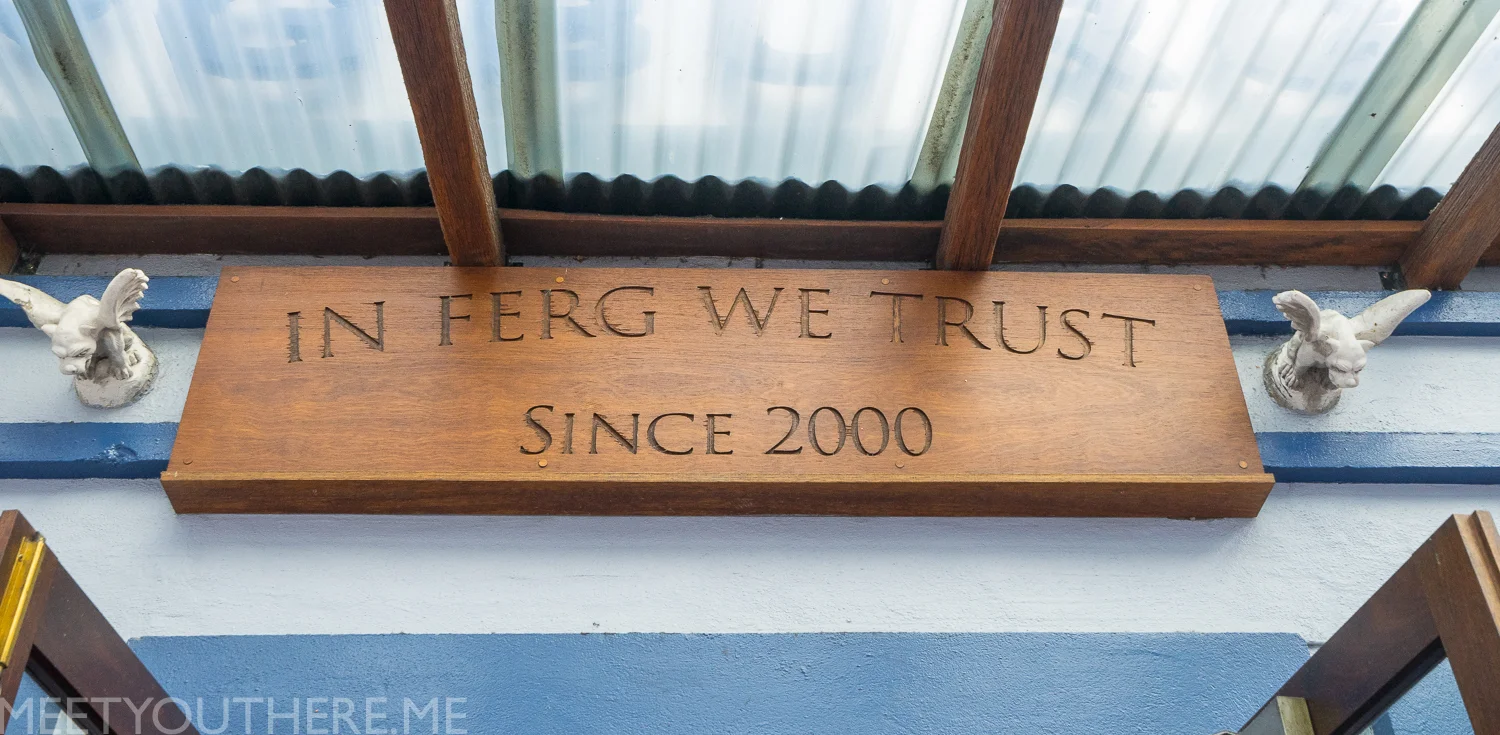 IN FERG WE TRUST
SINCE 2000
MEETYOUTHERE.ME